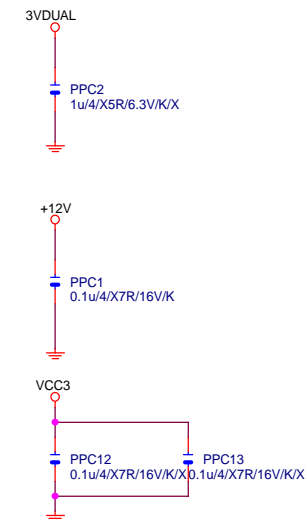 3VDUAL
PPC2
1u/4/X5R/6.3V/K/X
+12V
PPC1
0.1u/4/X7R/16V/K
VCC3
PPC12
PPC13
0.1u/4/X7R/16V/K/X
0.1u/4/X7R/16V/K/X